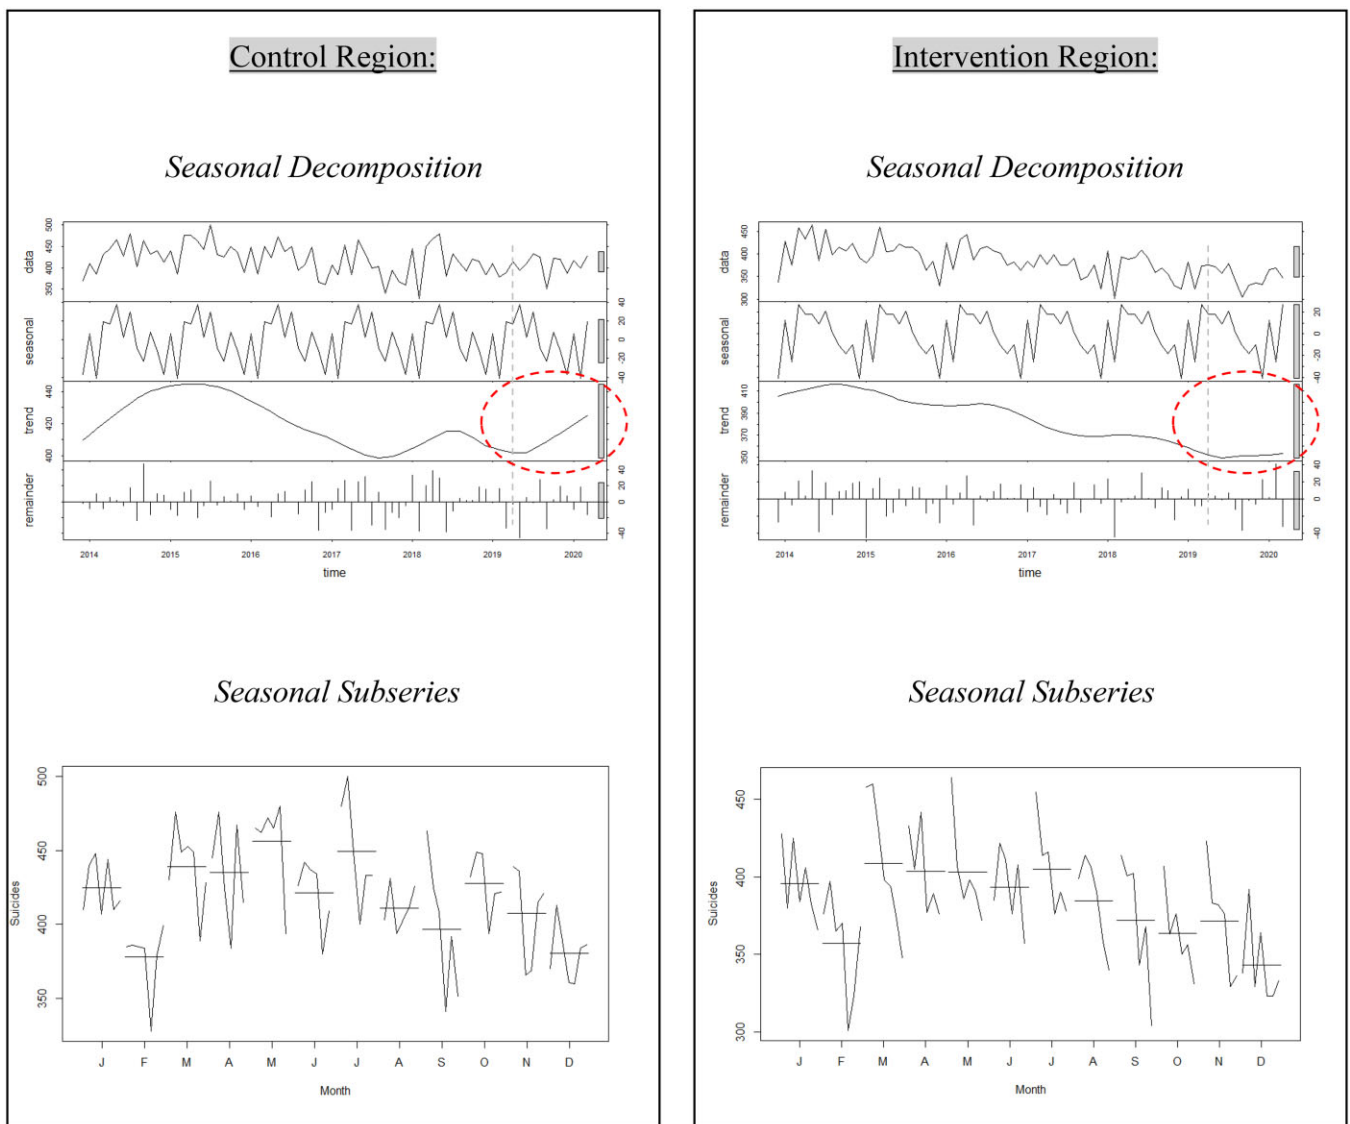 Control Region:
Seasonal Decomposition
data
350 400 450 500
seasonal
-40 -20 0 20 40
trend
400 420 440
remainder
-40 0 20 40
2014 2015 2016 2017 2018 2019 2020
time
Seasonal Subseries
Suicides
350 400 450 500
J F M A M J J A S O N D
Month
Intervention Region:
Seasonal Decomposition
data
300 350 400 450
seasonal
-40 -20 0 20
trend
350 370 390 410
remainder
-40 0 20 40
2014 2015 2016 2017 2018 2019 2020
time
Seasonal Subseries
Suicides
300 350 400 450
J F M A M J J A S O N D
Month